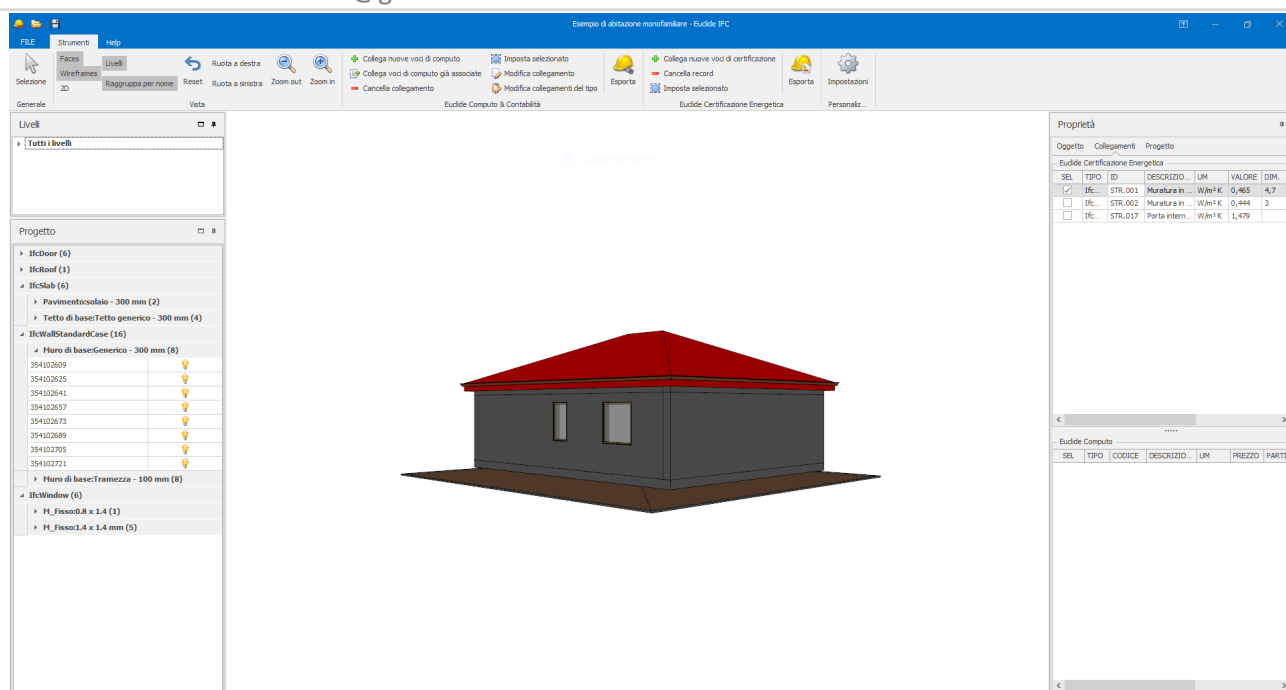 Esempio di abitazione monofamiliare - Euclide IFC
FILE Strumenti Help
Selezione
Generale
Faces
Wireframes
2D
Livelli
Raggruppa per nome
Reset
Ruota a destra
Ruota a sinistra
Zoom out
Zoom in
Vista
Collega nuove voci di computo
Collega voci di computo già associate
Cancella collegamento
Imposta selezionato
Modifica collegamento
Modifica collegamenti del tipo
Esporta
Euclide Computo & Contabilità
Collega nuove voci di certificazione
Cancella record
Imposta selezionato
Esporta
Euclide Certificazione Energetica
Impostazioni
Personaliz...
Livelli
Tutti i livelli
Progetto
IfcDoor (6)
IfcRoof (1)
IfcSlab (6)
Pavimento:solaio - 300 mm (2)
Tetto di base:Tetto generico - 300 mm (4)
IfcWallStandardCase (16)
Muro di base:Generico - 300 mm (8)
354102609
354102625
354102641
354102657
354102673
354102689
354102705
354102721
Muro di base:Tramezza - 100 mm (8)
IfcWindow (6)
M_Fisso:0.8 x 1.4 (1)
M_Fisso:1.4 x 1.4 mm (5)
Proprietà
Oggetto Collegamenti Progetto
Euclide Certificazione Energetica
SEL TIPO ID DESCRIZIO... UM VALORE DIM.
Ifc... STR.001 Muratura in ... W/m² K 0,465 4,7
Ifc... STR.002 Muratura in ... W/m² K 0,444 3
Ifc... STR.017 Porta intern... W/m² K 1,479
Euclide Computo
SEL TIPO CODICE DESCRIZIO... UM PREZZO PARTI